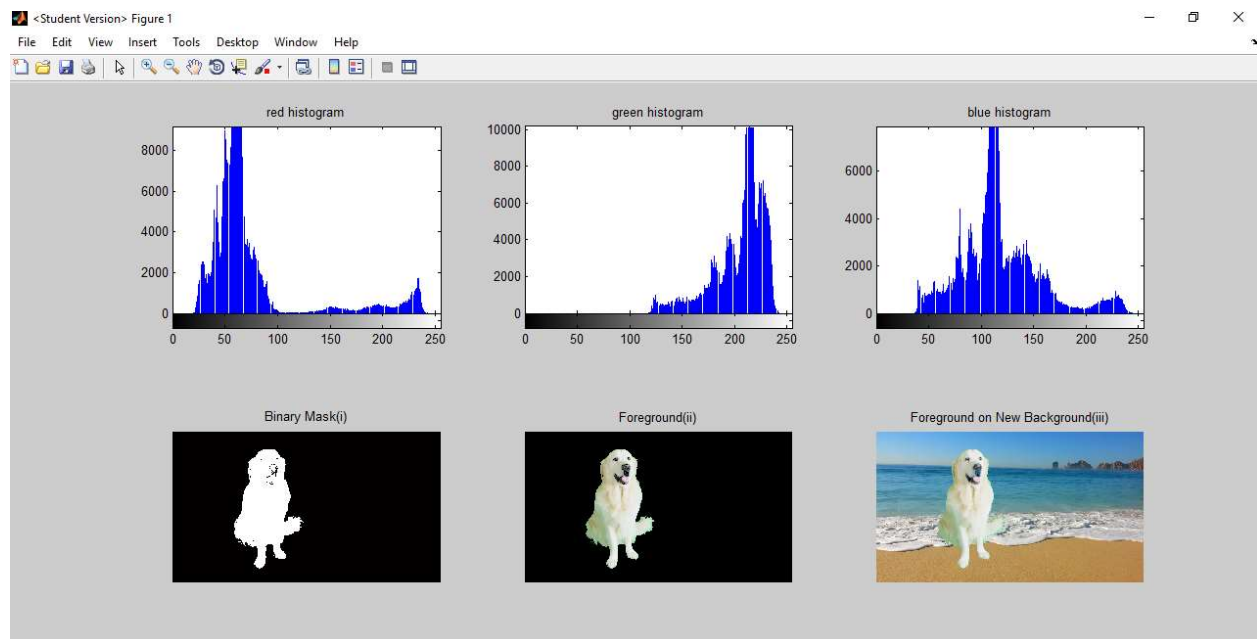 <Student Version> Figure 1
File Edit View Insert Tools Desktop Window Help
red histogram
green histogram
blue histogram
8000
6000
4000
2000
0
0 50 100 150 200 250
10000
8000
6000
4000
2000
0
0 50 100 150 200 250
6000
4000
2000
0
0 50 100 150 200 250
Binary Mask(i)
Foreground(ii)
Foreground on New Background(iii)